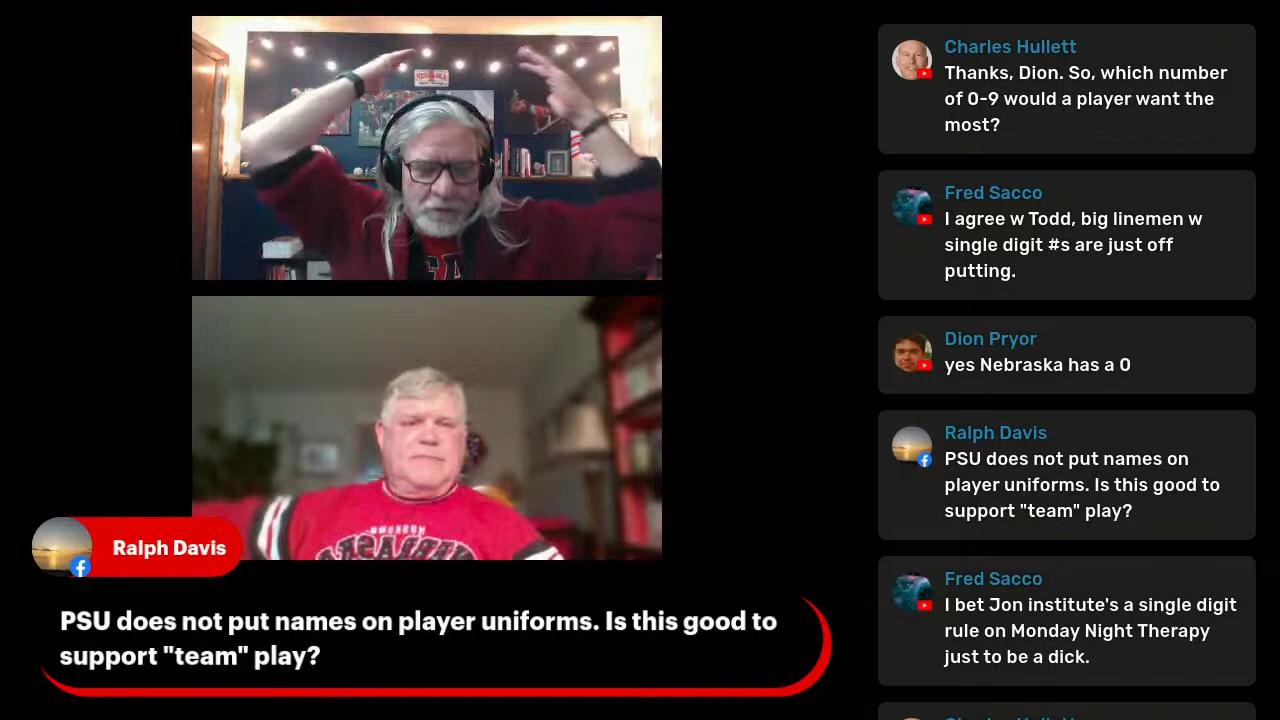 Ralph Davis
PSU does not put names on player uniforms. Is this good to
support "team" play?
Charles Hullett
Thanks, Dion. So, which number
of 0-9 would a player want the
most?
Fred Sacco
I agree w Todd, big linemen w
single digit #s are just off
putting.
Dion Pryor
yes Nebraska has a 0
Ralph Davis
PSU does not put names on
player uniforms. Is this good to
support "team" play?
Fred Sacco
I bet Jon institute's a single digit
rule on Monday Night Therapy
just to be a dick.